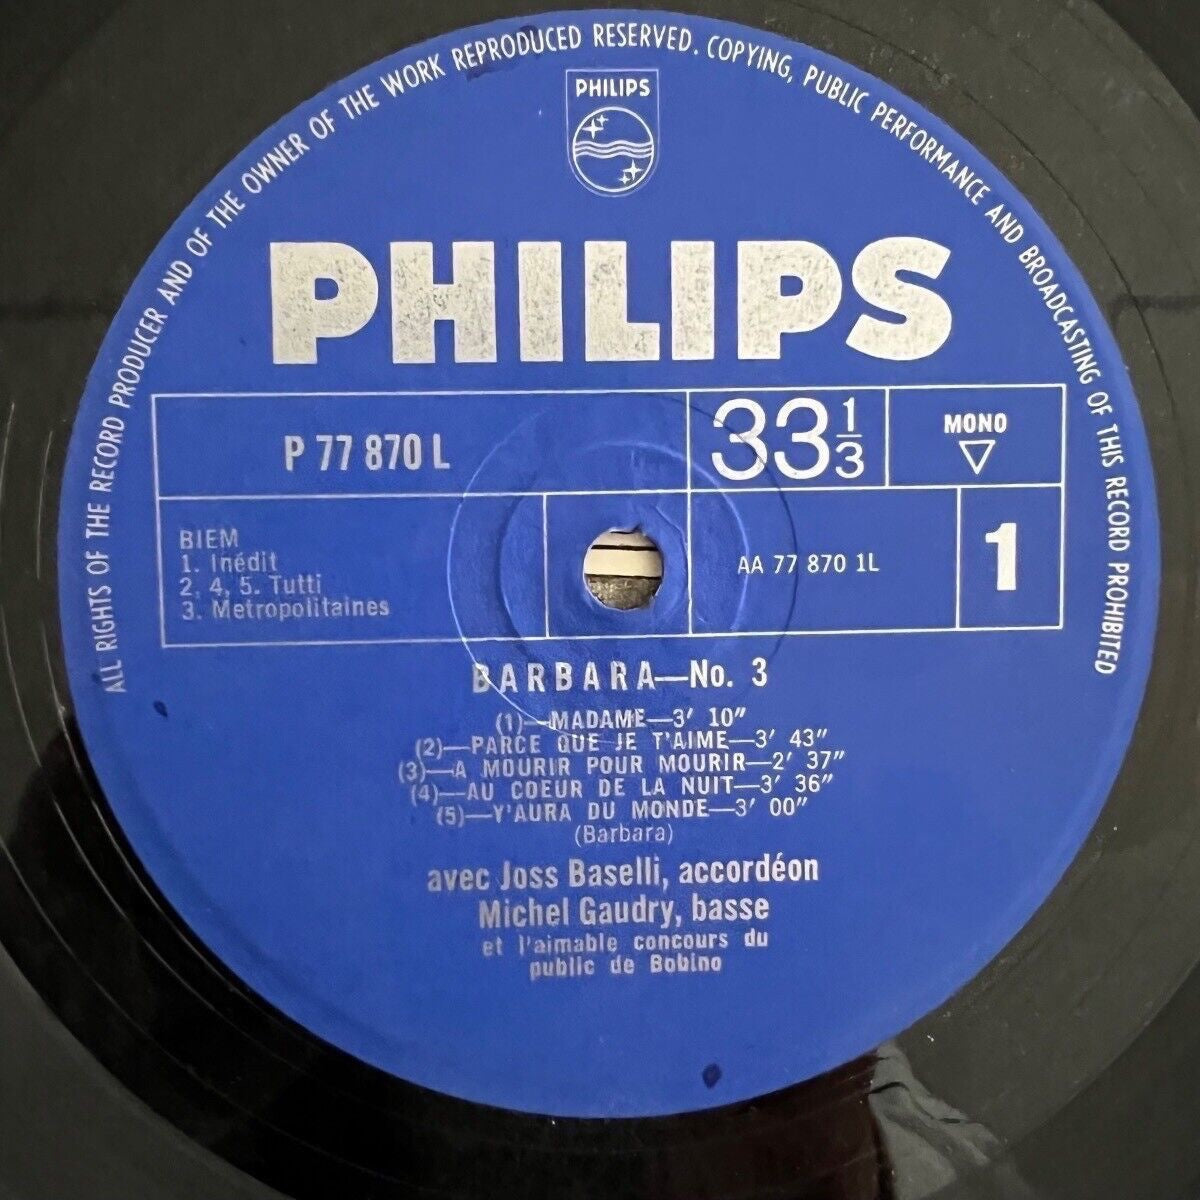 ALL RIGHTS OF THE RECORD PRODUCER AND OF THE OWNER OF THE WORK REPRODUCED RESERVED. COPYING, PUBLIC PERFORMANCE AND BROADCASTING OF THIS RECORD PROHIBITED
PHILIPS
PHILIPS
P 77 870 L
33 1/3
MONO
BIEM
1. Inédit
2, 4, 5. Tutti
3. Metropolitaines
AA 77 870 1L
1
BARBARA—No. 3
(1)—MADAME—3′ 10″
(2)—PARCE QUE JE T'AIME—3′ 43″
(3)—A MOURIR POUR MOURIR—2′ 37″
(4)—AU COEUR DE LA NUIT—3′ 36″
(5)—Y'AURA DU MONDE—3′ 00″
(Barbara)
avec Joss Baselli, accordéon
Michel Gaudry, basse
et l'aimable concours du
public de Bobino